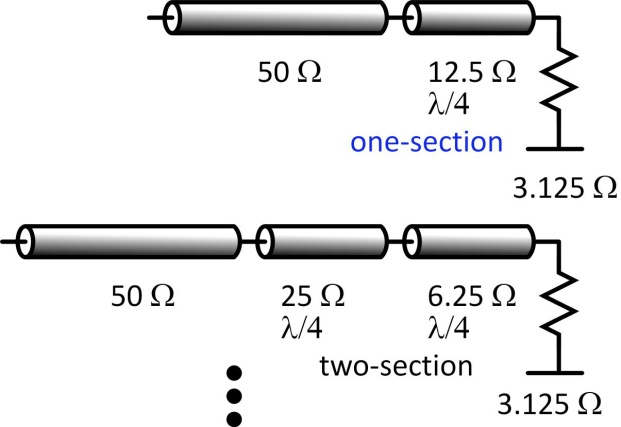 50 Ω 12.5 Ω
λ/4
one-section
3.125 Ω
50 Ω 25 Ω 6.25 Ω
λ/4 λ/4
two-section
3.125 Ω